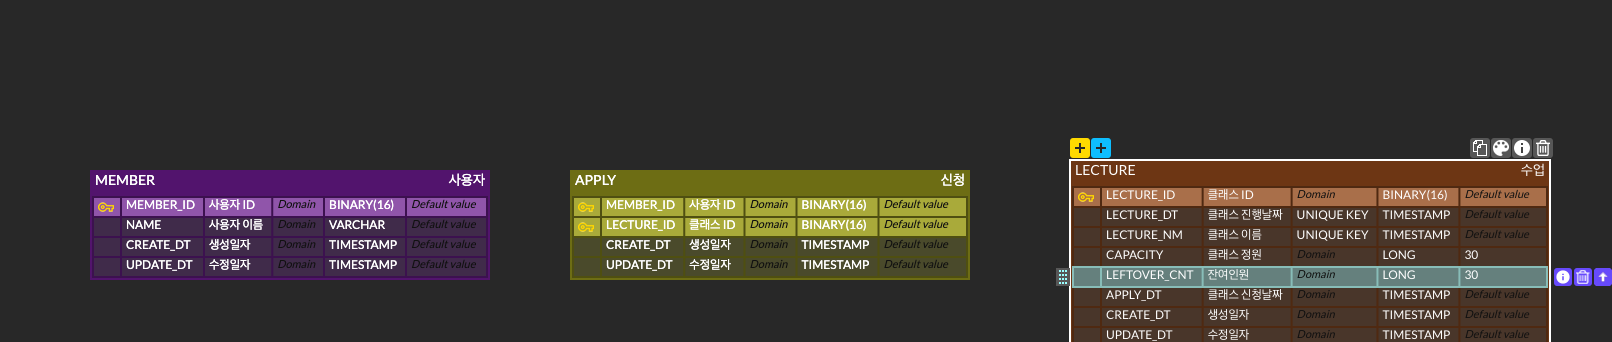 MEMBER 사용자
MEMBER_ID 사용자 ID Domain BINARY(16) Default value
NAME 사용자 이름 Domain VARCHAR Default value
CREATE_DT 생성일자 Domain TIMESTAMP Default value
UPDATE_DT 수정일자 Domain TIMESTAMP Default value
APPLY 신청
MEMBER_ID 사용자 ID Domain BINARY(16) Default value
LECTURE_ID 클래스 ID Domain BINARY(16) Default value
CREATE_DT 생성일자 Domain TIMESTAMP Default value
UPDATE_DT 수정일자 Domain TIMESTAMP Default value
LECTURE 수업
LECTURE_ID 클래스 ID Domain BINARY(16) Default value
LECTURE_DT 클래스 진행날짜 UNIQUE KEY TIMESTAMP Default value
LECTURE_NM 클래스 이름 UNIQUE KEY TIMESTAMP Default value
CAPACITY 클래스 정원 Domain LONG 30
LEFTOVER_CNT 잔여인원 Domain LONG 30
APPLY_DT 클래스 신청날짜 Domain TIMESTAMP Default value
CREATE_DT 생성일자 Domain TIMESTAMP Default value
UPDATE_DT 수정일자 Domain TIMESTAMP Default value